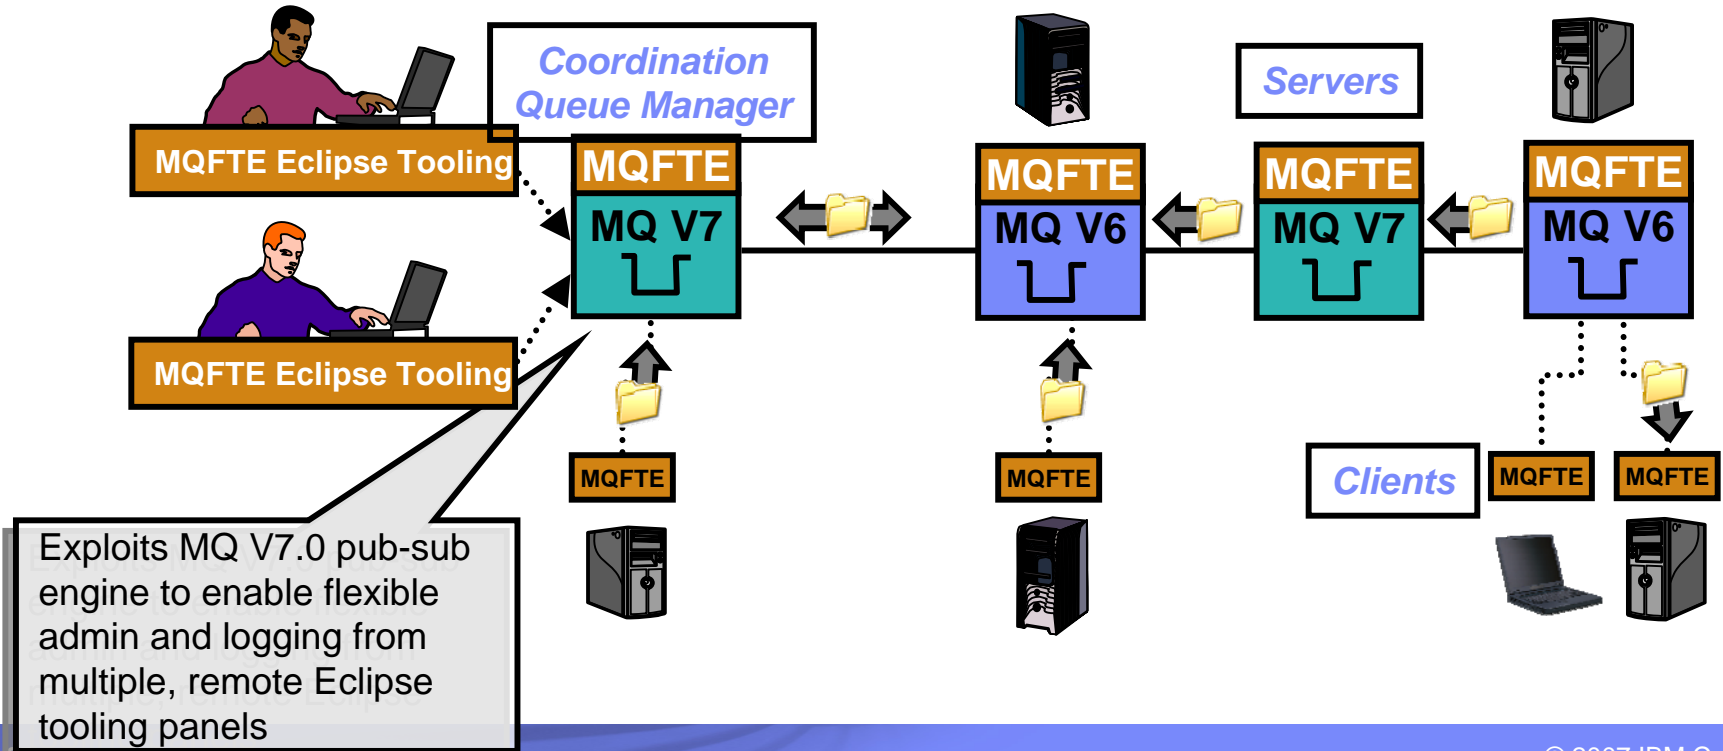 Coordination
Queue Manager
Servers
MQFTE Eclipse Tooling
MQFTE
MQFTE
MQFTE
MQFTE
MQ V7
MQ V6
MQ V7
MQ V6
MQFTE Eclipse Tooling
MQFTE
MQFTE
Clients
MQFTE
MQFTE
Exploits MQ V7.0 pub-sub
engine to enable flexible
admin and logging from
multiple, remote Eclipse
tooling panels
© 2007 IBM C